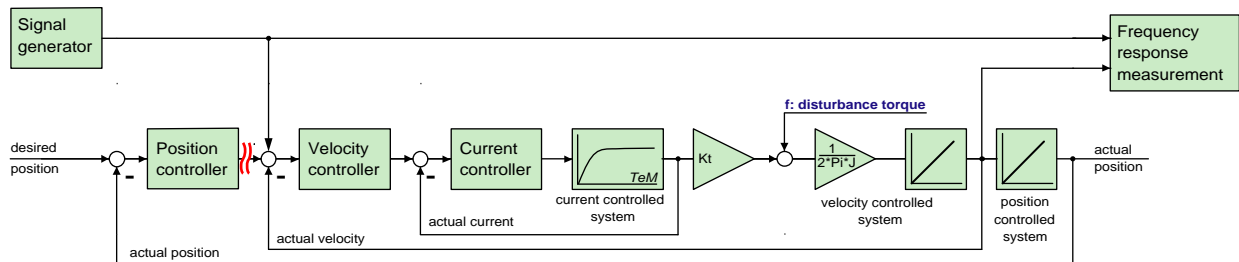 Signal
generator
Frequency
response
measurement
f: disturbance torque
desired
position
Position
controller
Velocity
controller
Current
controller
TeM
current controlled
system
Kt
1
2*Pi*J
velocity controlled
system
position
controlled
system
actual
position
actual current
actual velocity
actual position